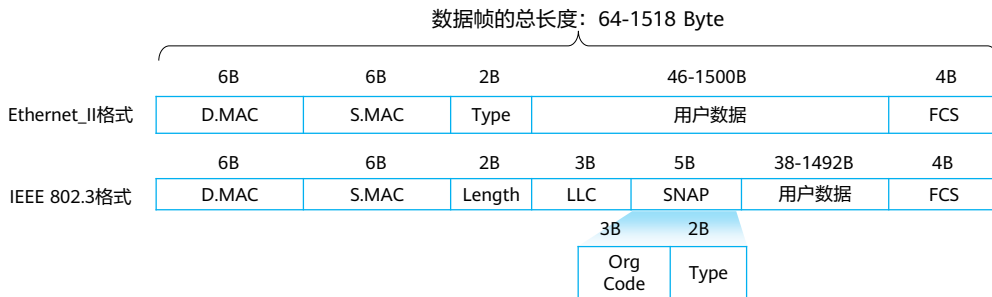 数据帧的总长度：64-1518 Byte
6B 6B 2B 46-1500B 4B
Ethernet_II格式 D.MAC S.MAC Type 用户数据 FCS
6B 6B 2B 3B 5B 38-1492B 4B
IEEE 802.3格式 D.MAC S.MAC Length LLC SNAP 用户数据 FCS
3B 2B
Org
Code
Type